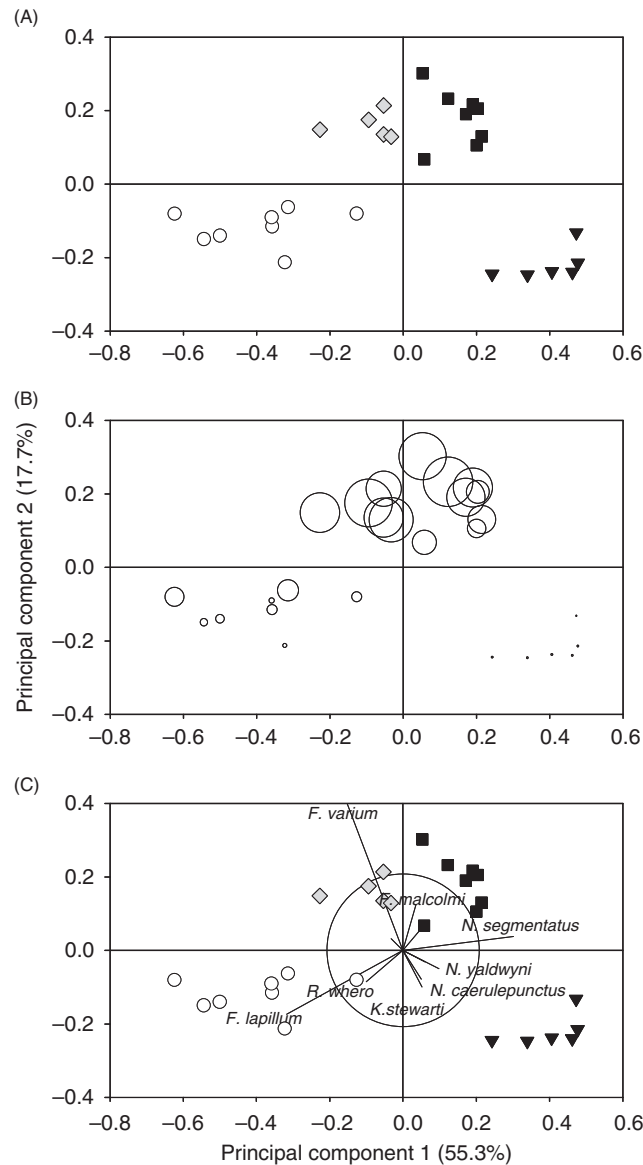 (A)
0.4
0.2
0.0
−0.2
−0.4
−0.8 −0.6 −0.4 −0.2 0.0 0.2 0.4 0.6
(B)
0.4
0.2
0.0
−0.2
−0.4
−0.8 −0.6 −0.4 −0.2 0.0 0.2 0.4 0.6
Principal component 2 (17.7%)
(C)
0.4
0.2
0.0
−0.2
−0.4
F. varium
malcolmi
N. segmentatus
N. yaldwyni
R. whero
N. caerulepunctus
K.stewarti
F. lapillum
−0.8 −0.6 −0.4 −0.2 0.0 0.2 0.4 0.6
Principal component 1 (55.3%)